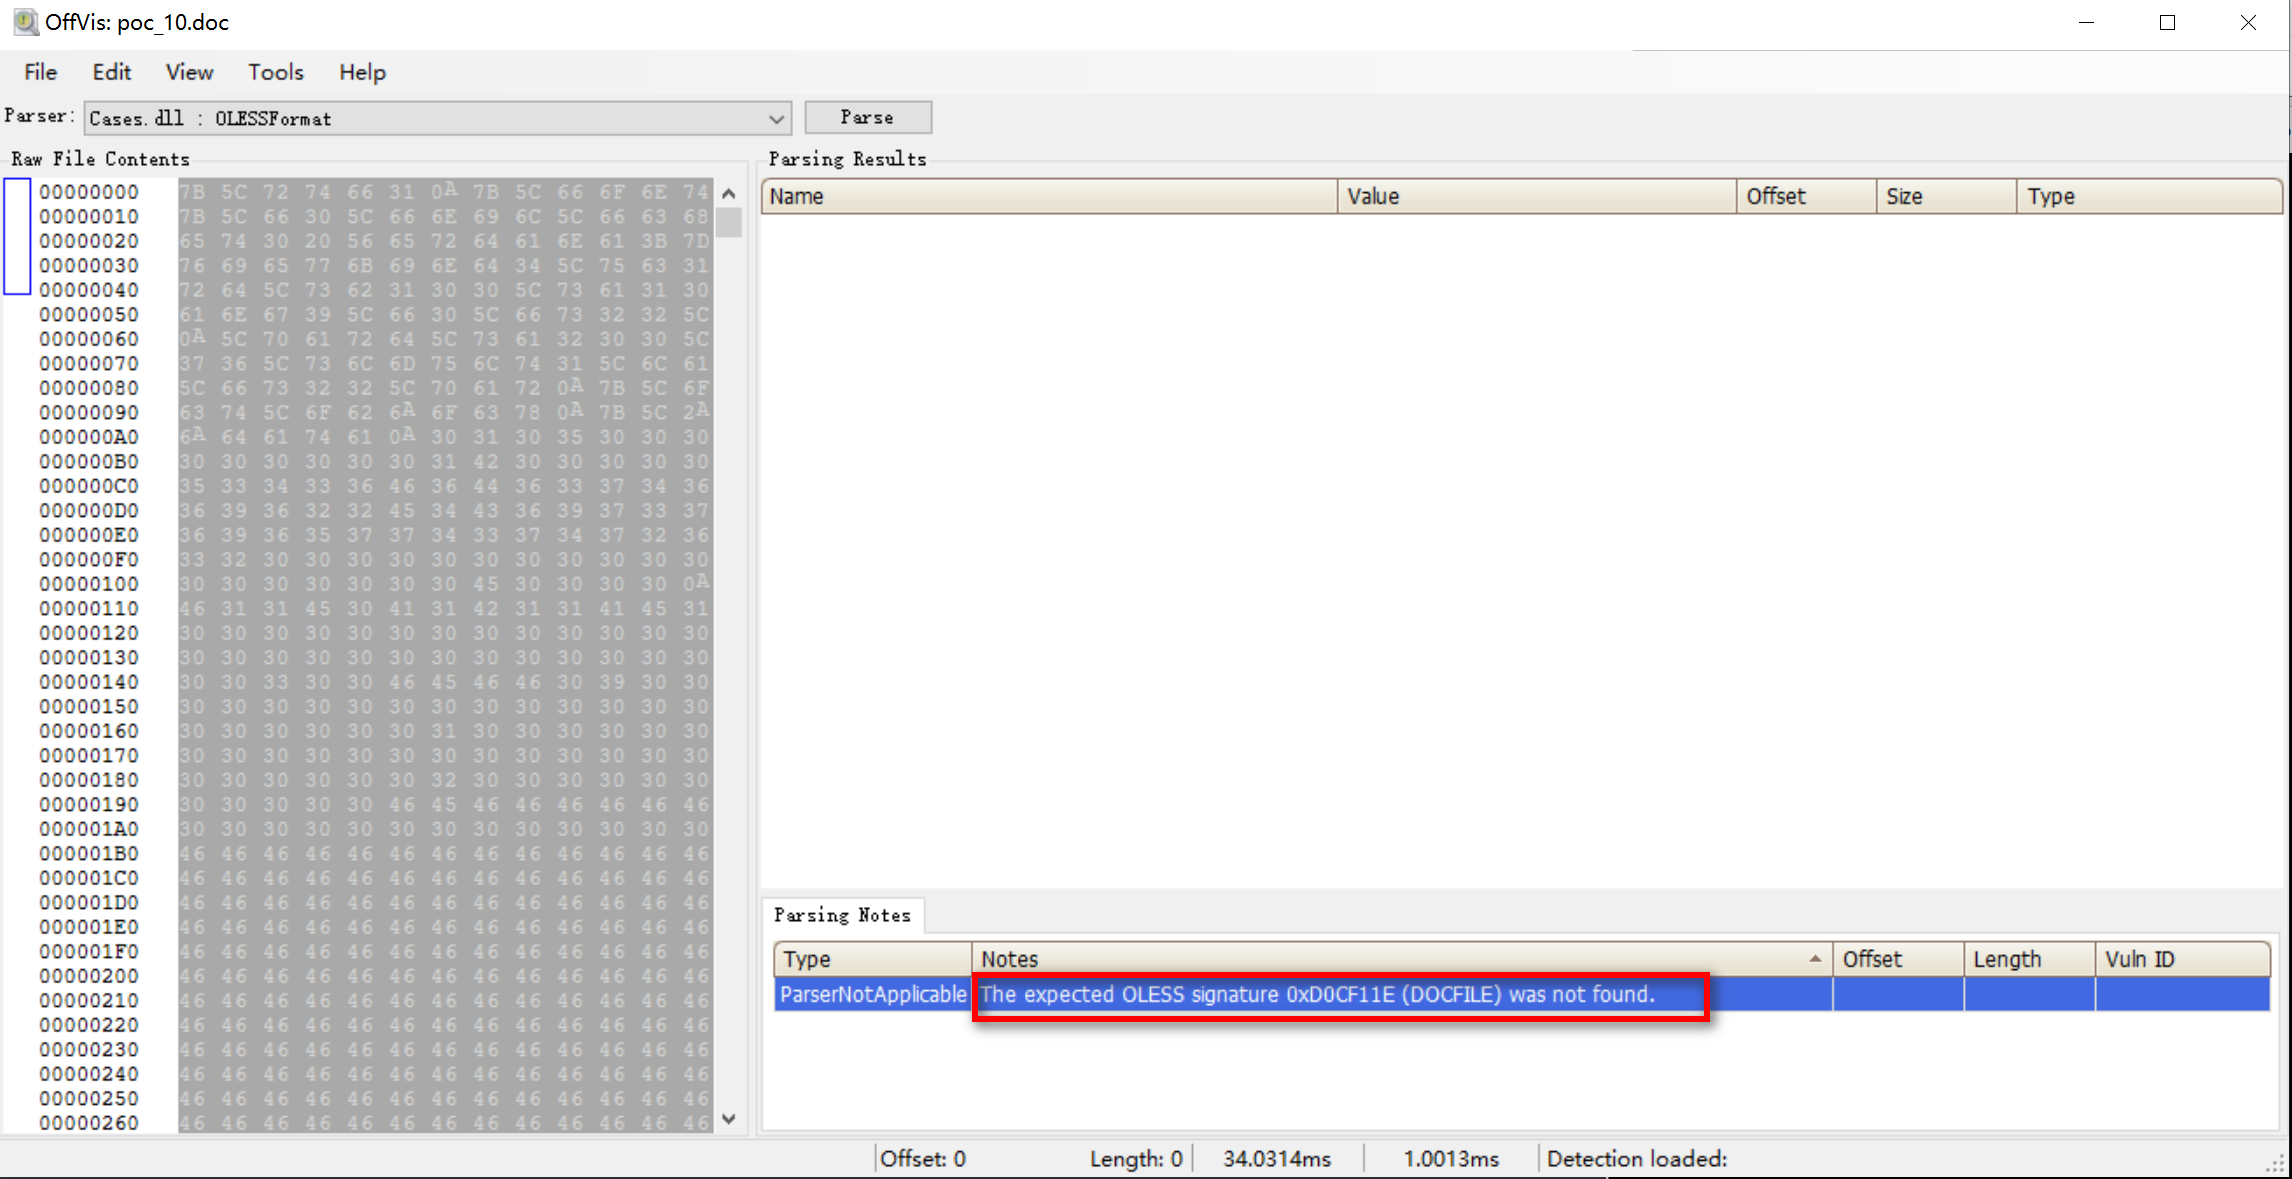 OffVis: poc_10.doc
File Edit View Tools Help
Parser: Cases.dll : OLESSFormat Parse
Raw File Contents
00000000 7B 5C 72 74 66 31 0A 7B 5C 66 6F 6E 74
00000010 7B 5C 66 30 5C 66 6E 69 6C 5C 66 63 68
00000020 65 74 30 20 56 65 72 64 61 6E 61 3B 7D
00000030 76 69 65 77 6B 69 6E 64 34 5C 75 63 31
00000040 72 64 5C 73 62 31 30 30 5C 73 61 31 30
00000050 61 6E 67 39 5C 66 30 5C 66 73 32 32 5C
00000060 0A 5C 70 61 72 64 5C 73 61 32 30 30 5C
00000070 37 36 5C 73 6C 6D 75 6C 74 31 5C 6C 61
00000080 5C 66 73 32 32 5C 70 61 72 0A 7B 5C 6F
00000090 63 74 5C 6F 62 6A 6F 63 78 0A 7B 5C 2A
000000A0 6A 64 61 74 61 0A 30 31 30 35 30 30 30
000000B0 30 30 30 30 30 30 31 42 30 30 30 30 30
000000C0 35 33 34 33 36 46 36 44 36 33 37 34 36
000000D0 36 39 36 32 32 45 34 43 36 39 37 33 37
000000E0 36 39 36 35 37 37 34 33 37 34 37 32 36
000000F0 33 32 30 30 30 30 30 30 30 30 30 30 30
00000100 30 30 30 30 30 30 30 45 30 30 30 30 0A
00000110 46 31 31 45 30 41 31 42 31 31 41 45 31
00000120 30 30 30 30 30 30 30 30 30 30 30 30 30
00000130 30 30 30 30 30 30 30 30 30 30 30 30 30
00000140 30 30 33 30 30 46 45 46 46 30 39 30 30
00000150 30 30 30 30 30 30 30 30 30 30 30 30 30
00000160 30 30 30 30 30 30 31 30 30 30 30 30 30
00000170 30 30 30 30 30 30 30 30 30 30 30 30 30
00000180 30 30 30 30 30 30 32 30 30 30 30 30 30
00000190 30 30 30 30 30 46 45 46 46 46 46 46 46
000001A0 30 30 30 30 30 30 30 30 30 30 30 30 30
000001B0 46 46 46 46 46 46 46 46 46 46 46 46 46
000001C0 46 46 46 46 46 46 46 46 46 46 46 46 46
000001D0 46 46 46 46 46 46 46 46 46 46 46 46 46
000001E0 46 46 46 46 46 46 46 46 46 46 46 46 46
000001F0 46 46 46 46 46 46 46 46 46 46 46 46 46
00000200 46 46 46 46 46 46 46 46 46 46 46 46 46
00000210 46 46 46 46 46 46 46 46 46 46 46 46 46
00000220 46 46 46 46 46 46 46 46 46 46 46 46 46
00000230 46 46 46 46 46 46 46 46 46 46 46 46 46
00000240 46 46 46 46 46 46 46 46 46 46 46 46 46
00000250 46 46 46 46 46 46 46 46 46 46 46 46 46
00000260 46 46 46 46 46 46 46 46 46 46 46 46 46
Parsing Results
Name Value Offset Size Type
Parsing Notes
Type Notes Offset Length Vuln ID
ParserNotApplicable The expected OLESS signature 0xD0CF11E (DOCFILE) was not found.
Offset: 0 Length: 0 34.0314ms 1.0013ms Detection loaded: